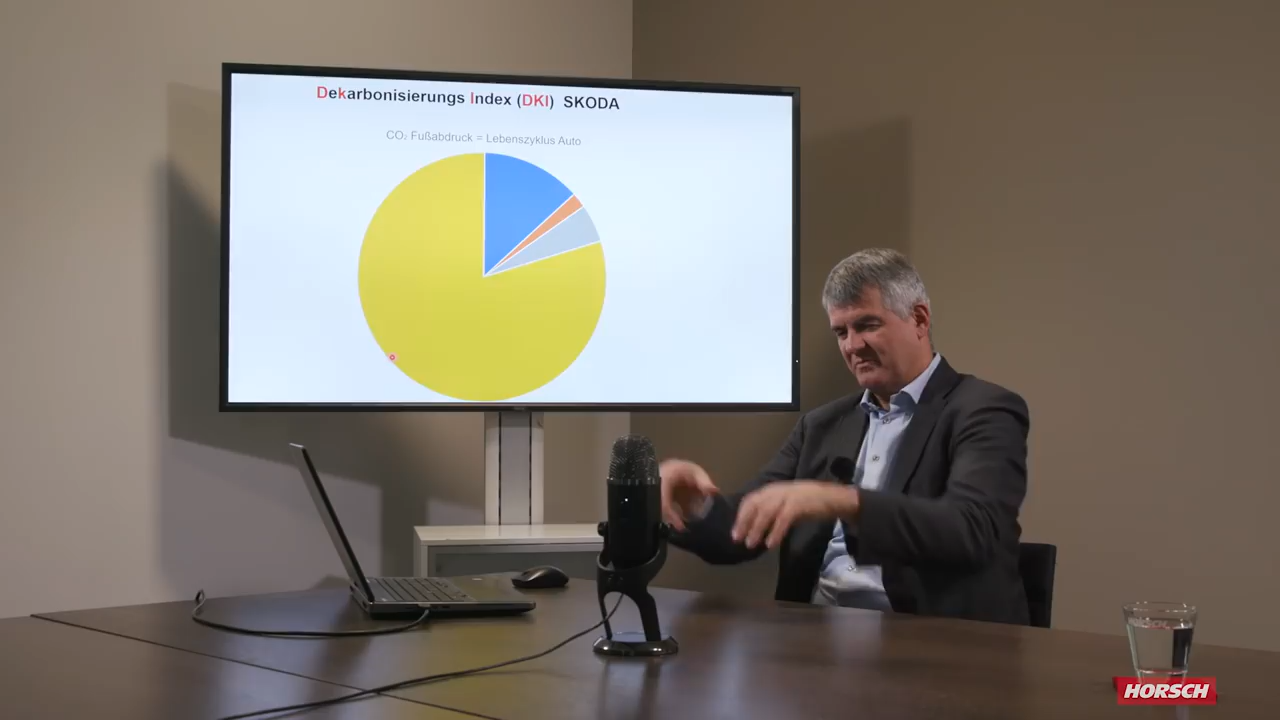 Dekarbonisierungs Index (DKI) SKODA
CO₂ Fußabdruck = Lebenszyklus Auto
HORSCH